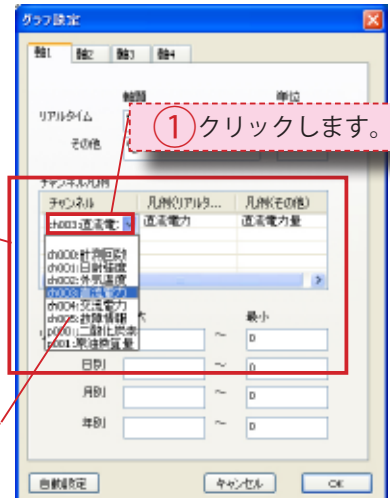 グラフ設定
軸1 軸2 軸3 軸4
軸題 単位
リアルタイム
① クリックします。
その他
チャンネル凡例
チャンネル 凡例(リアルタ... 凡例(その他)
ch003:直流電: 直流電力 直流電力量
ch000:計測回数
ch001:日射強度
ch002:外気温度
ch003:直流電力
ch004:交流電力
ch005:故障情報
p000:二酸化炭素
p001:原油換算量
最小
～ 0
日別 ～ 0
月別 ～ 0
年別 ～ 0
自動設定 キャンセル OK